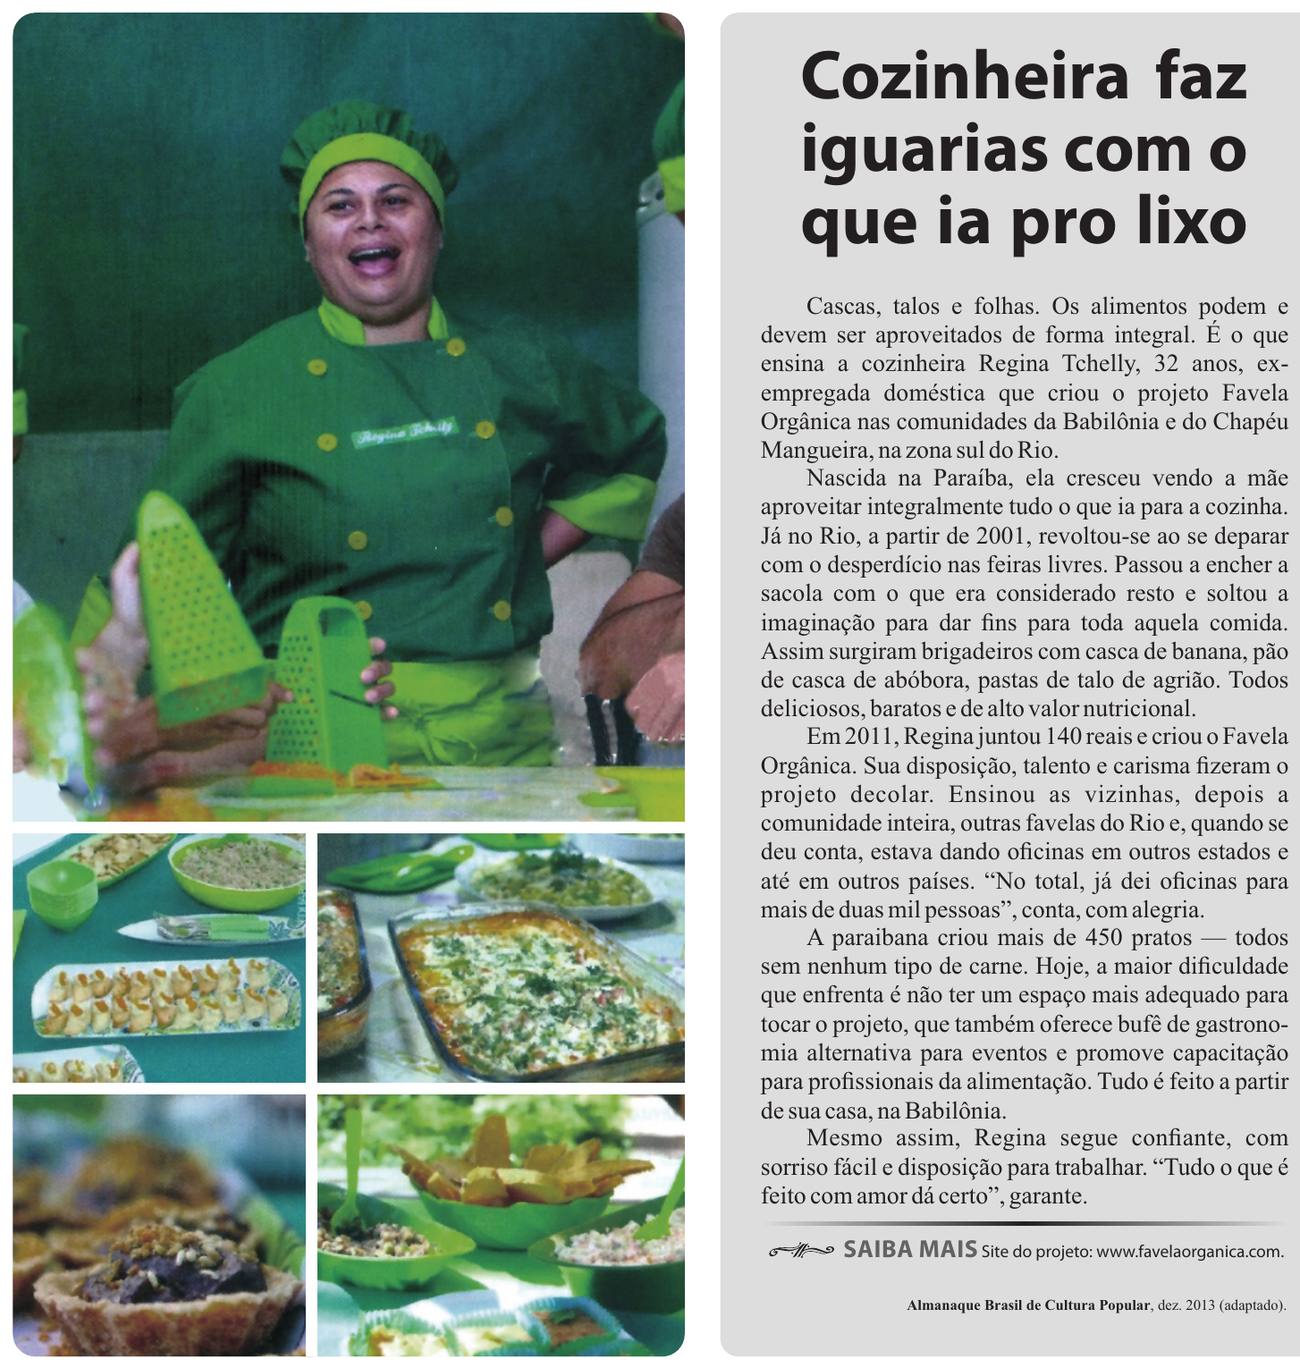 Cozinheira faz
iguarias com o
que ia pro lixo
Cascas, talos e folhas. Os alimentos podem e
devem ser aproveitados de forma integral. É o que
ensina a cozinheira Regina Tchelly, 32 anos, ex-
empregada doméstica que criou o projeto Favela
Orgânica nas comunidades da Babilônia e do Chapéu
Mangueira, na zona sul do Rio.
Nascida na Paraíba, ela cresceu vendo a mãe
aproveitar integralmente tudo o que ia para a cozinha.
Já no Rio, a partir de 2001, revoltou-se ao se deparar
com o desperdício nas feiras livres. Passou a encher a
sacola com o que era considerado resto e soltou a
imaginação para dar fins para toda aquela comida.
Assim surgiram brigadeiros com casca de banana, pão
de casca de abóbora, pastas de talo de agrião. Todos
deliciosos, baratos e de alto valor nutricional.
Em 2011, Regina juntou 140 reais e criou o Favela
Orgânica. Sua disposição, talento e carisma fizeram o
projeto decolar. Ensinou as vizinhas, depois a
comunidade inteira, outras favelas do Rio e, quando se
deu conta, estava dando oficinas em outros estados e
até em outros países. “No total, já dei oficinas para
mais de duas mil pessoas”, conta, com alegria.
A paraibana criou mais de 450 pratos — todos
sem nenhum tipo de carne. Hoje, a maior dificuldade
que enfrenta é não ter um espaço mais adequado para
tocar o projeto, que também oferece bufê de gastrono-
mia alternativa para eventos e promove capacitação
para profissionais da alimentação. Tudo é feito a partir
de sua casa, na Babilônia.
Mesmo assim, Regina segue confiante, com
sorriso fácil e disposição para trabalhar. “Tudo o que é
feito com amor dá certo”, garante.
SAIBA MAIS Site do projeto: www.favelaorganica.com.
Almanaque Brasil de Cultura Popular, dez. 2013 (adaptado).
Regina Tchelly